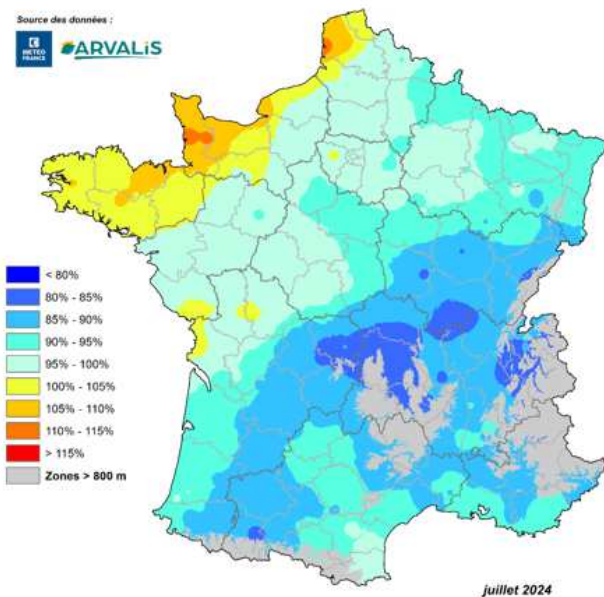 Source des données :
METEO
FRANCE
ARVALIS
< 80%
80% - 85%
85% - 90%
90% - 95%
95% - 100%
100% - 105%
105% - 110%
110% - 115%
> 115%
Zones > 800 m
juillet 2024